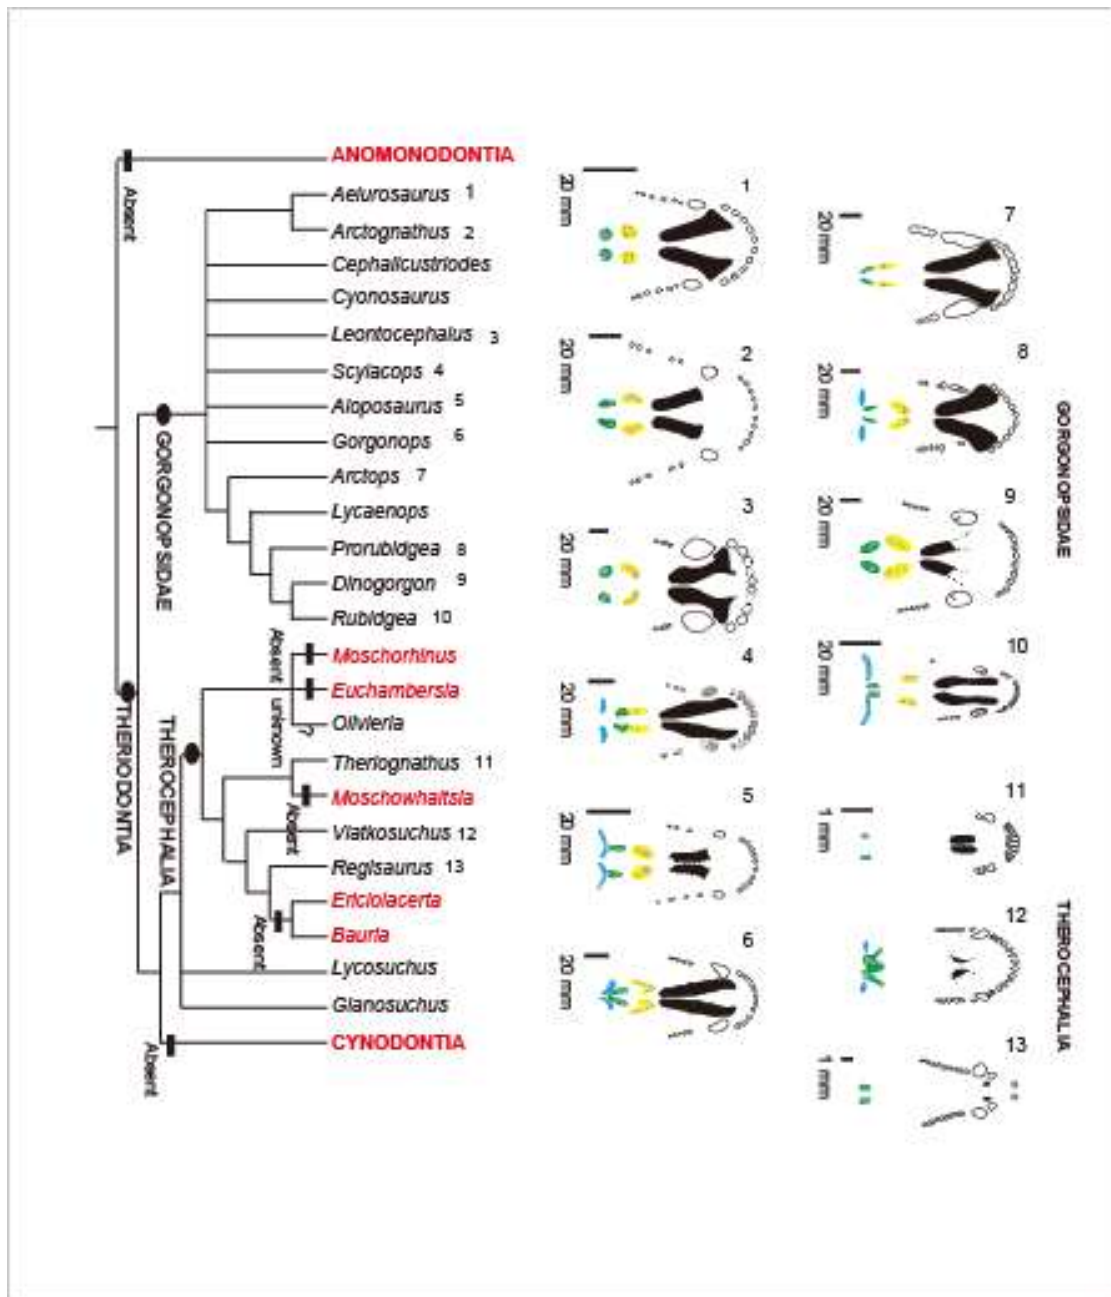 ANOMONODONTIA
Absent
Aelurosaurus 1
Arctognathus 2
Cephalicustriodes
Cyonosaurus
Leontocephalus 3
Scylacops 4
Aloposaurus 5
Gorgonops 6
Arctops 7
Lycaenops
Prorubidgea 8
Dinogorgon 9
Rubidgea 10
GORGONOPSIDAE
Moschorhinus
Absent
Euchambersia
Olivieria
unknown
?
Theriognathus 11
Moschowhaitsia
Absent
Viatkosuchus 12
Regisaurus 13
Ericiolacerta
Bauria
Absent
Lycosuchus
Glanosuchus
CYNODONTIA
Absent
THEROCEPHALIA
THERIODONTIA
1
20 mm
2
20 mm
3
20 mm
4
20 mm
5
20 mm
6
20 mm
7
20 mm
8
20 mm
9
20 mm
10
20 mm
11
1 mm
12
13
1 mm
GORGONOPSIDAE
THEROCEPHALIA